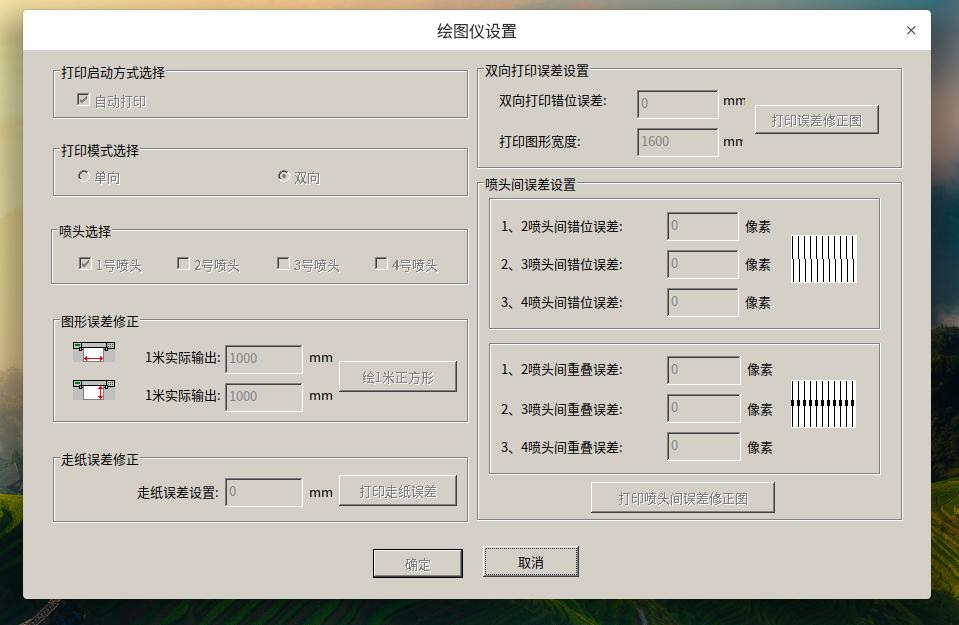 绘图仪设置
×
打印启动方式选择
自动打印
打印模式选择
单向
双向
喷头选择
1号喷头
2号喷头
3号喷头
4号喷头
图形误差修正
1米实际输出: 1000 mm
绘1米正方形
1米实际输出: 1000 mm
走纸误差修正
走纸误差设置: 0 mm
打印走纸误差
双向打印误差设置
双向打印错位误差: 0 mm
打印误差修正图
打印图形宽度: 1600 mm
喷头间误差设置
1、2喷头间错位误差: 0 像素
2、3喷头间错位误差: 0 像素
3、4喷头间错位误差: 0 像素
1、2喷头间重叠误差: 0 像素
2、3喷头间重叠误差: 0 像素
3、4喷头间重叠误差: 0 像素
打印喷头间误差修正图
确定
取消